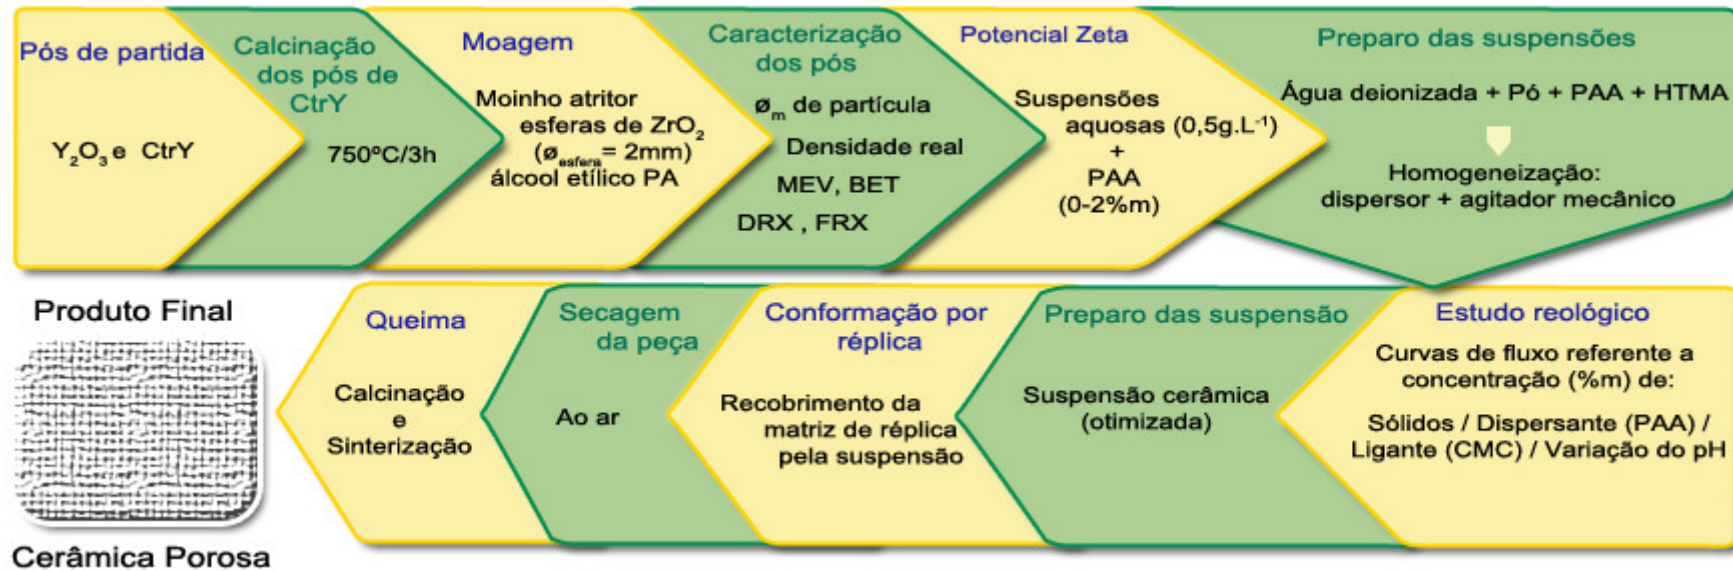 Pós de partida
Y₂O₃ e CtrY
Calcinação
dos pós de
CtrY
750ºC/3h
Moagem
Moinho atritor
esferas de ZrO₂
(ø esfera = 2mm)
álcool etílico PA
Caracterização
dos pós
øm de partícula
Densidade real
MEV, BET
DRX , FRX
Potencial Zeta
Suspensões
aquosas (0,5g.L⁻¹)
+
PAA
(0-2%m)
Preparo das suspensões
Água deionizada + Pó + PAA + HTMA
Homogeneização:
dispersor + agitador mecânico
Estudo reológico
Curvas de fluxo referente a
concentração (%m) de:
Sólidos / Dispersante (PAA) /
Ligante (CMC) / Variação do pH
Preparo das suspensão
Suspensão cerâmica
(otimizada)
Conformação por
réplica
Recobrimento da
matriz de réplica
pela suspensão
Secagem
da peça
Ao ar
Queima
Calcinação
e
Sinterização
Produto Final
Cerâmica Porosa